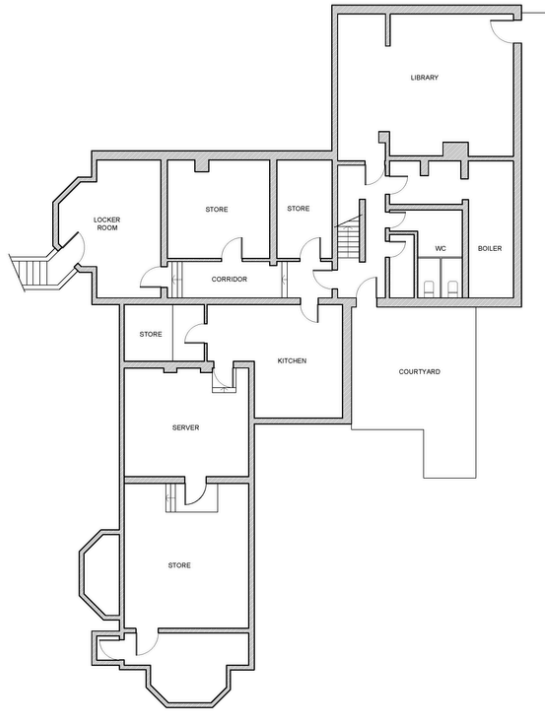 LIBRARY
LOCKER
ROOM
STORE
STORE
WC
BOILER
CORRIDOR
STORE
KITCHEN
COURTYARD
SERVER
STORE